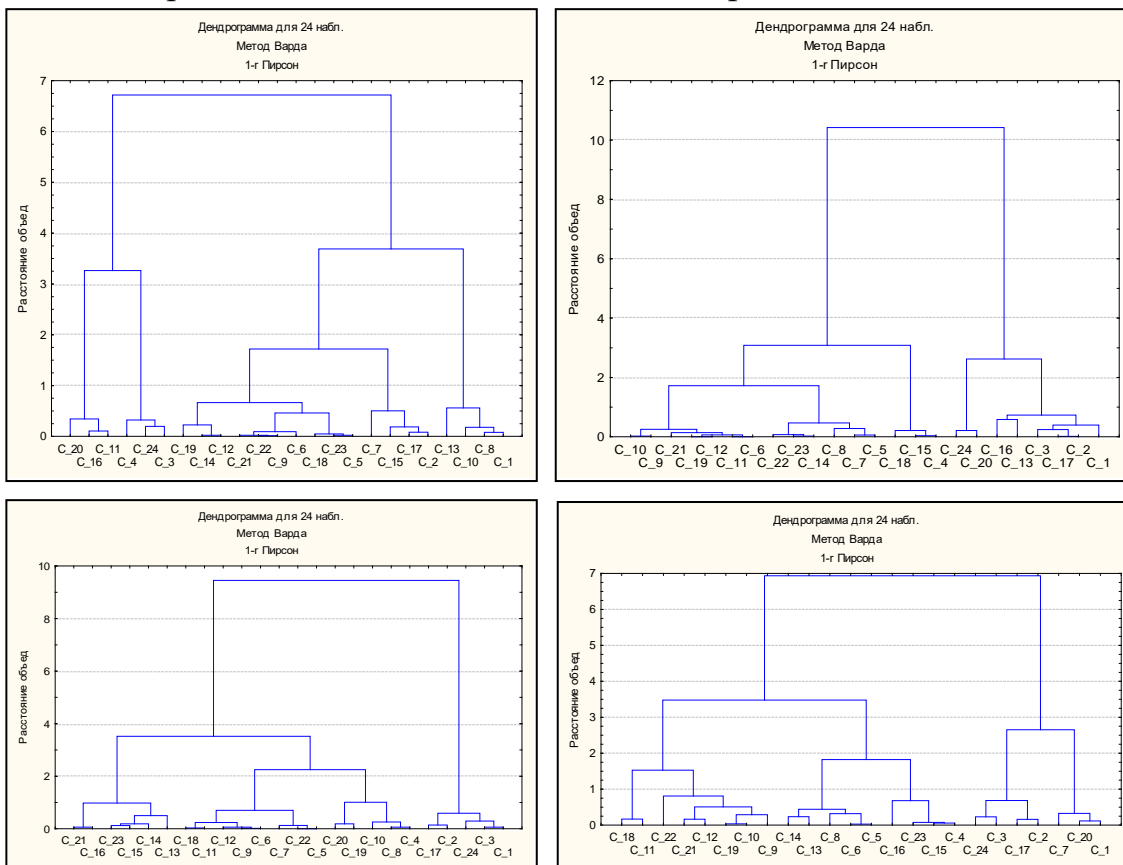 Дендрограмма для 24 набл.
Метод Варда
1-r Пирсон
Расстояние объед
7
6
5
4
3
2
1
0
C_20 C_11 C_24 C_19 C_12 C_22 C_6 C_23 C_7 C_17 C_13 C_8
C_16 C_4 C_3 C_14 C_21 C_9 C_18 C_5 C_15 C_2 C_10 C_1
Дендрограмма для 24 набл.
Метод Варда
1-r Пирсон
Расстояние объед
12
10
8
6
4
2
0
C_10 C_21 C_12 C_6 C_23 C_8 C_5 C_15 C_24 C_16 C_3 C_2
C_9 C_19 C_11 C_22 C_14 C_7 C_18 C_4 C_20 C_13 C_17 C_1
Дендрограмма для 24 набл.
Метод Варда
1-r Пирсон
Расстояние объед
10
8
6
4
2
0
C_21 C_23 C_14 C_18 C_12 C_6 C_22 C_20 C_10 C_4 C_2 C_3
C_16 C_15 C_13 C_11 C_9 C_7 C_5 C_19 C_8 C_17 C_24 C_1
Дендрограмма для 24 набл.
Метод Варда
1-r Пирсон
Расстояние объед
7
6
5
4
3
2
1
0
C_18 C_22 C_12 C_10 C_14 C_8 C_5 C_23 C_4 C_3 C_2 C_20
C_11 C_21 C_19 C_9 C_13 C_6 C_16 C_15 C_24 C_17 C_7 C_1